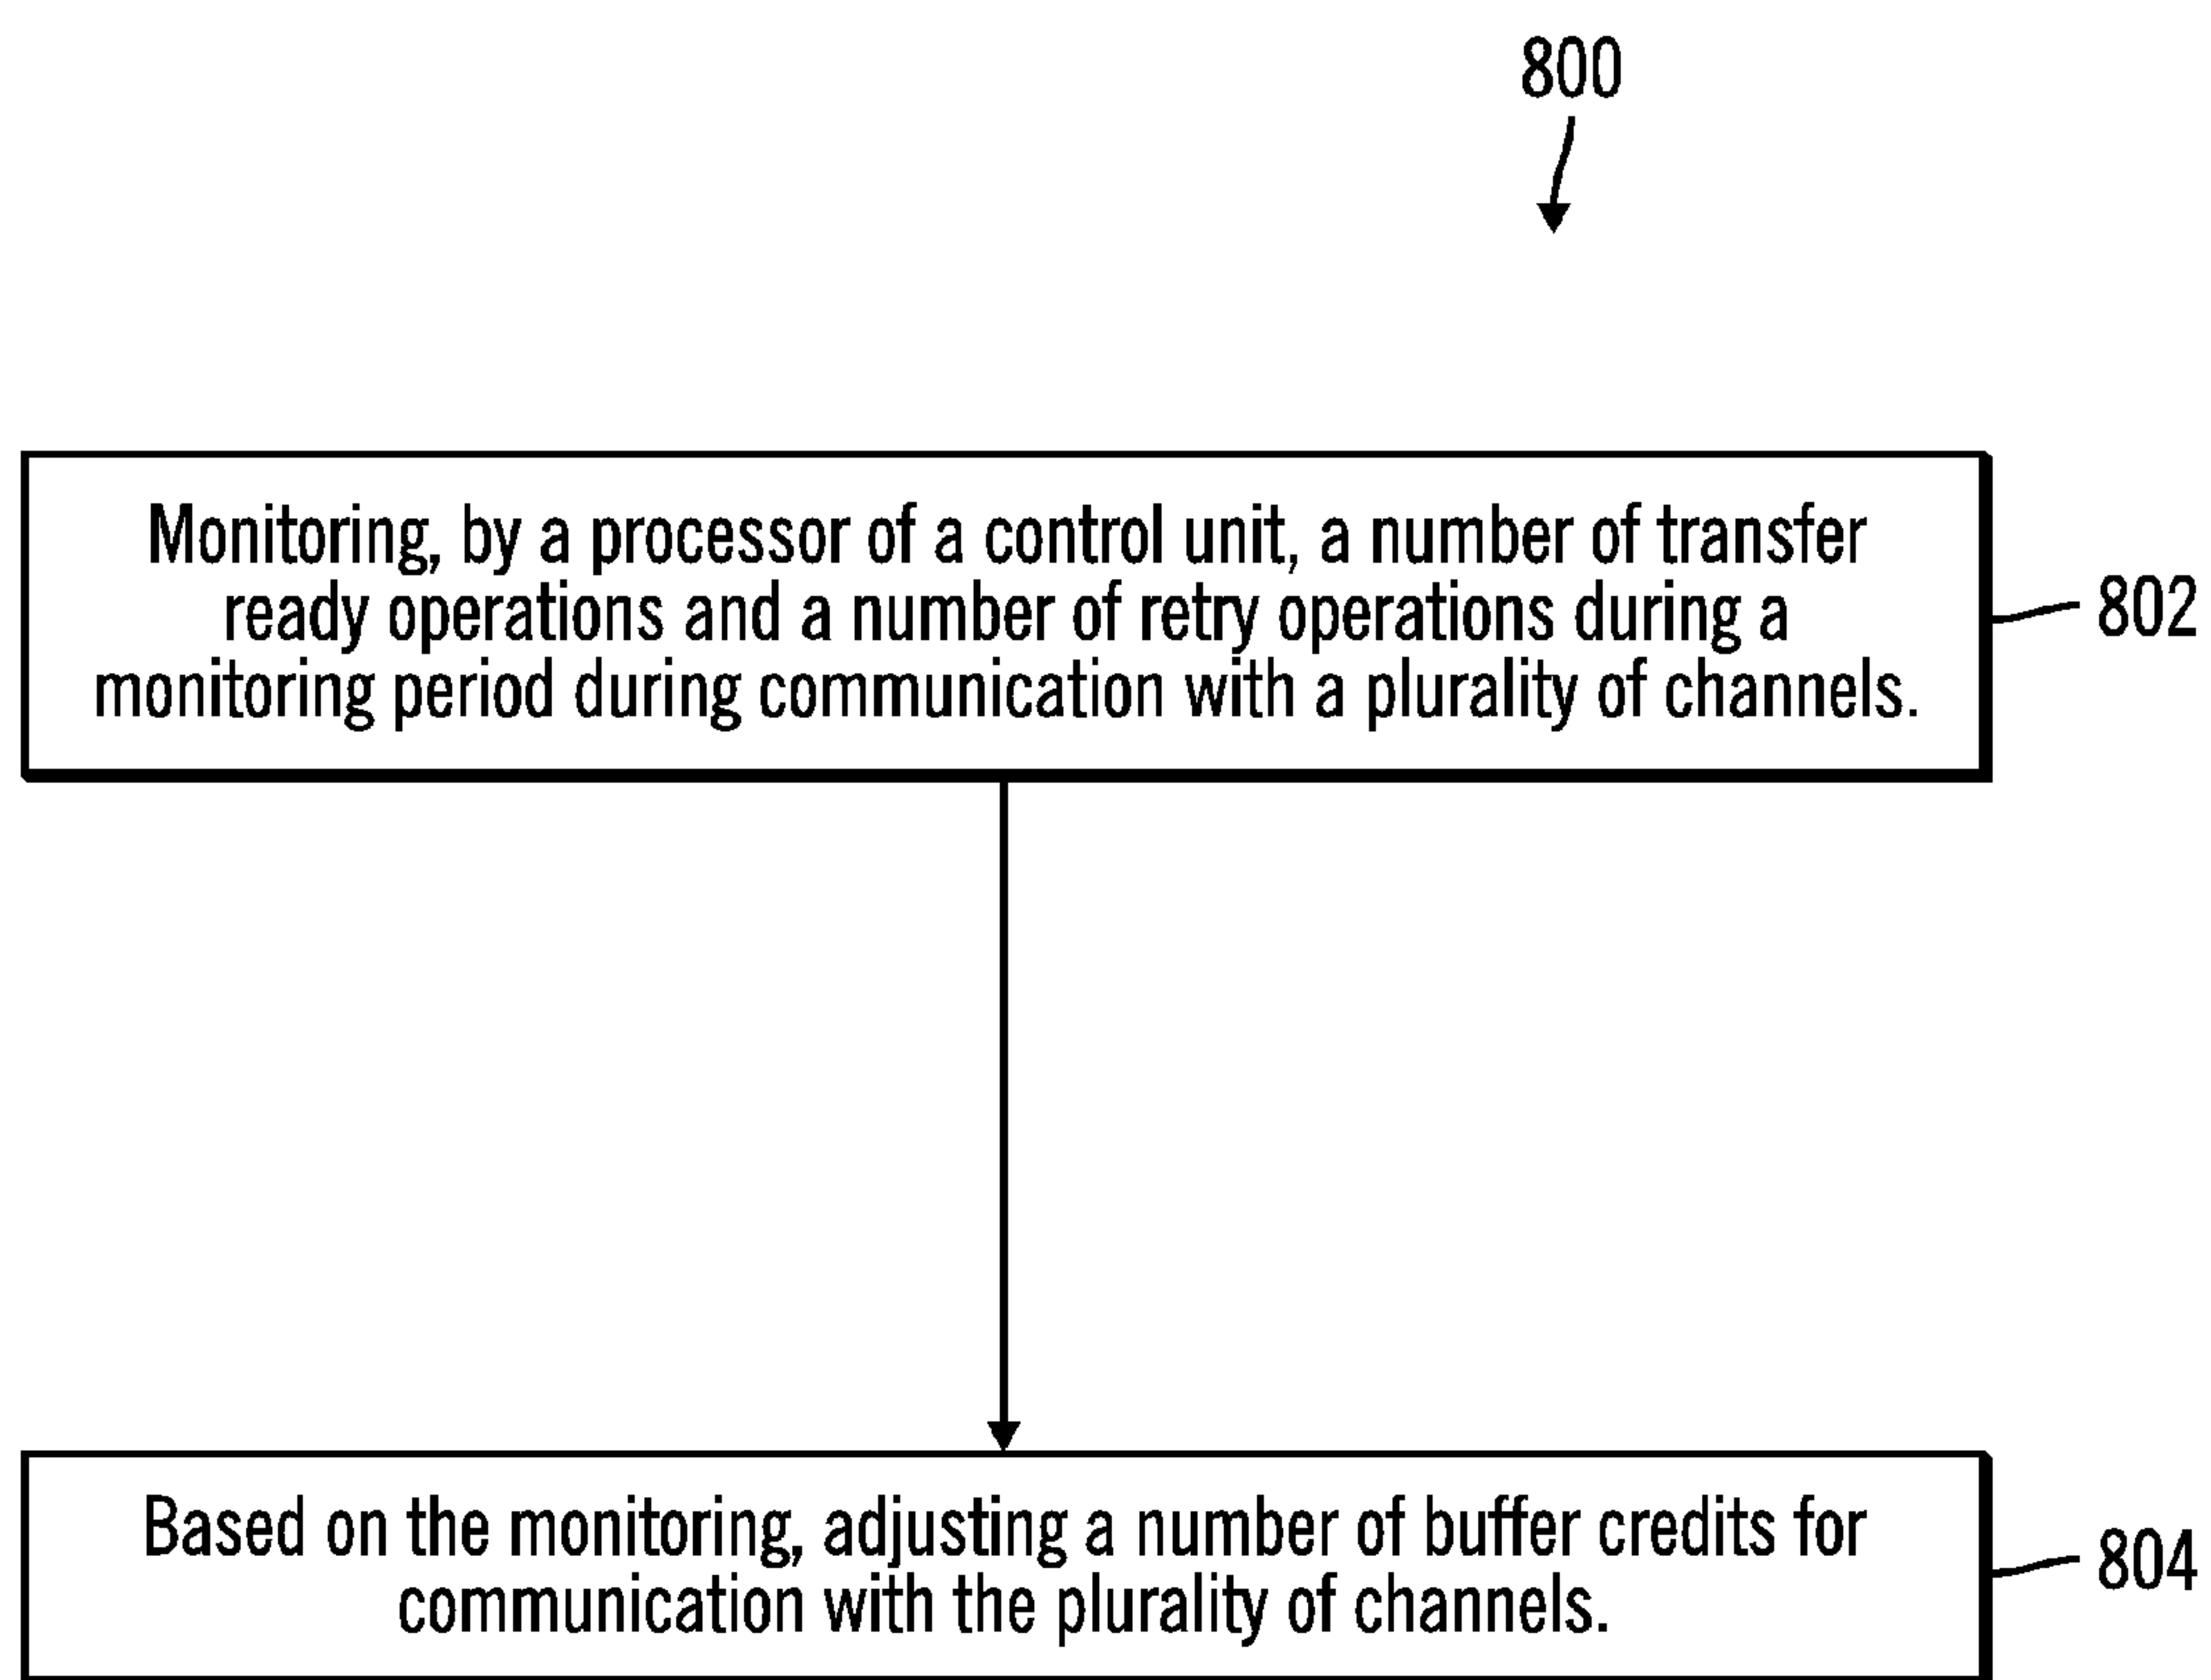 800
Monitoring, by a processor of a control unit, a number of transfer
ready operations and a number of retry operations during a
monitoring period during communication with a plurality of channels.
802
Based on the monitoring, adjusting a number of buffer credits for
communication with the plurality of channels.
804